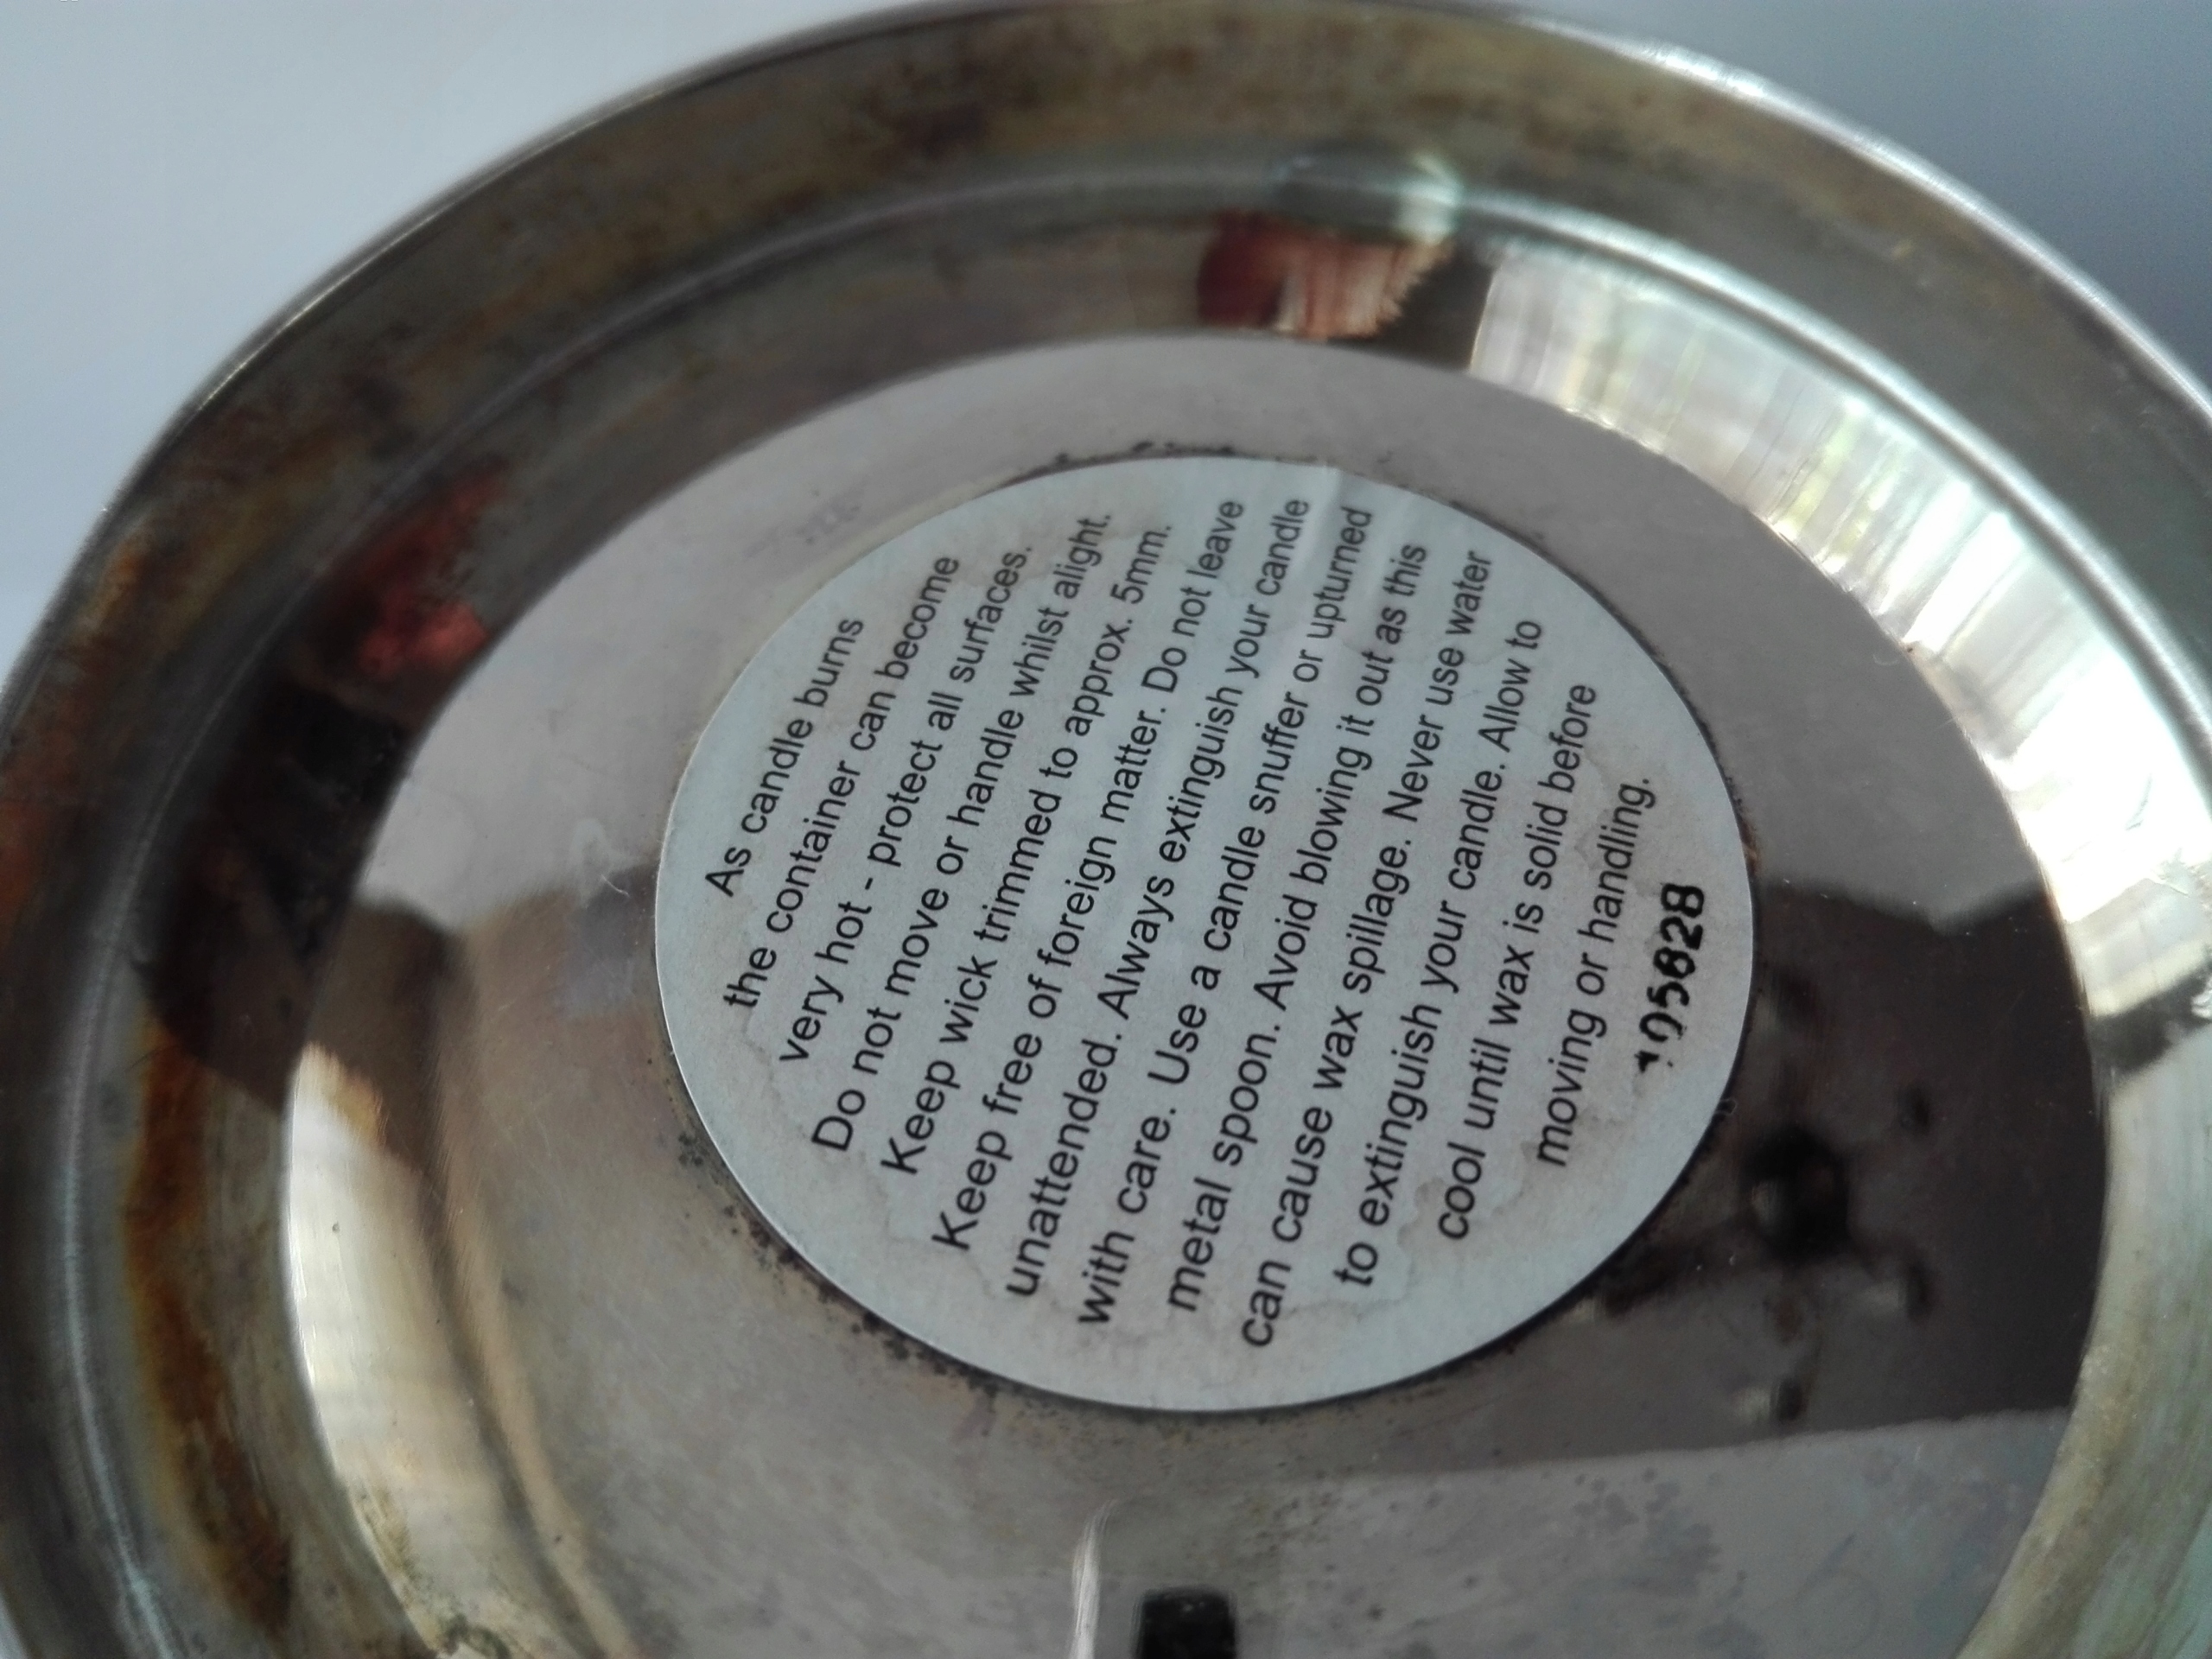 As candle burns
the container can become
very hot - protect all surfaces.
Do not move or handle whilst alight.
Keep wick trimmed to approx. 5mm.
Keep free of foreign matter. Do not leave
unattended. Always extinguish your candle
with care. Use a candle snuffer or upturned
metal spoon. Avoid blowing it out as this
can cause wax spillage. Never use water
to extinguish your candle. Allow to
cool until wax is solid before
moving or handling.
105828